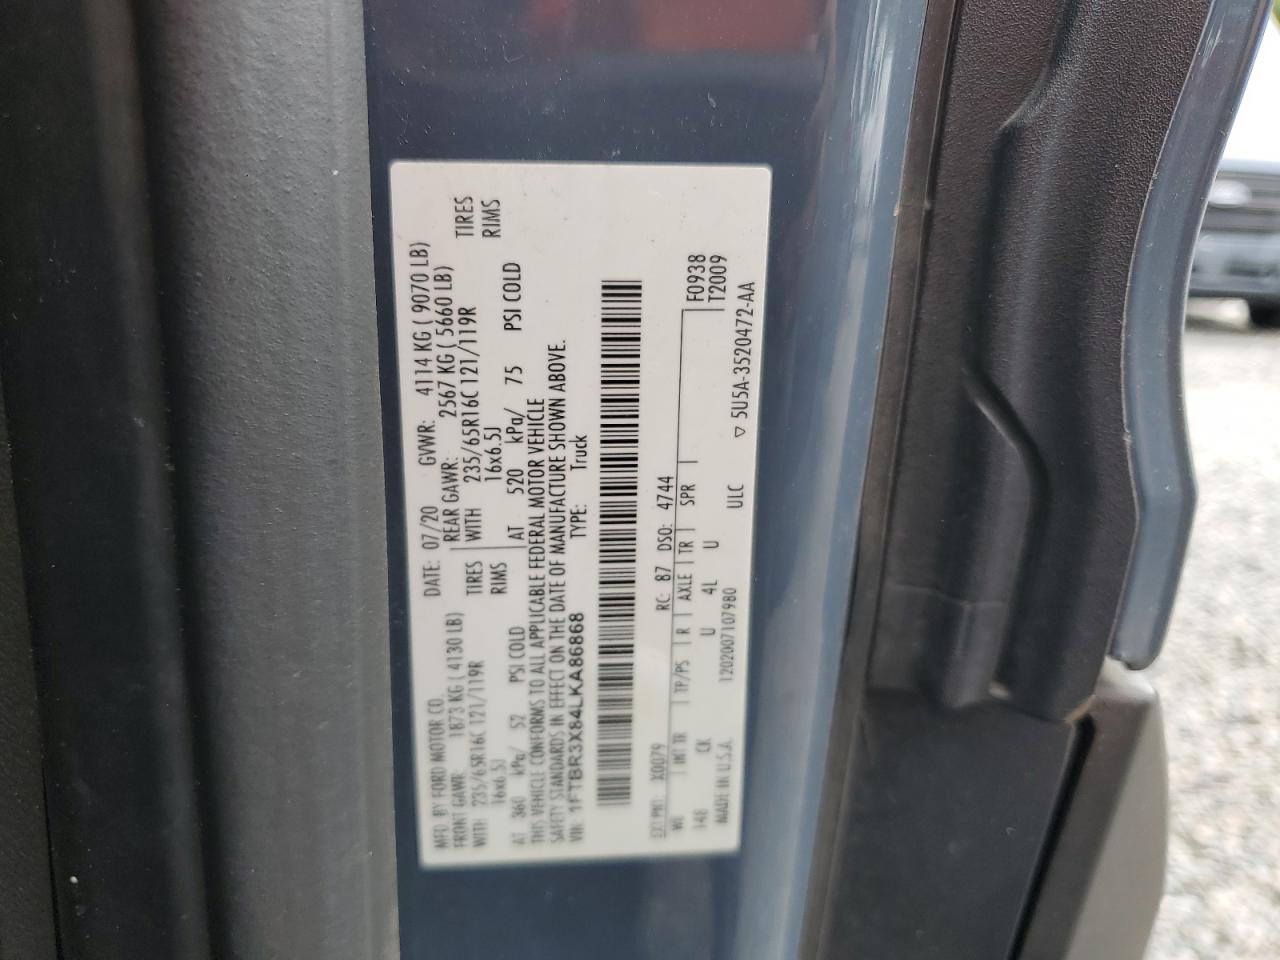 MFD. BY FORD MOTOR CO.
DATE: 07/20 GVWR: 4114 KG ( 9070 LB)
FRONT GAWR: 1873 KG ( 4130 LB) REAR GAWR: 2567 KG ( 5660 LB)
WITH 235/65R16C 121/119R TIRES WITH 235/65R16C 121/119R TIRES
16x6.5J RIMS 16x6.5J RIMS
AT 360 kPa/ 52 PSI COLD AT 520 kPa/ 75 PSI COLD
THIS VEHICLE CONFORMS TO ALL APPLICABLE FEDERAL MOTOR VEHICLE
SAFETY STANDARDS IN EFFECT ON THE DATE OF MANUFACTURE SHOWN ABOVE.
VIN: 1FTBR3X84LKA86868 TYPE: Truck
EXT PNT: X0079 RC: 87 DSO: 4744 F0938
WB INT TR TP/PS R AXLE TR SPR T2009
148 CK U 4L U
MADE IN U.S.A. 1202007107980 ULC ▽ 5U5A-3520472-AA